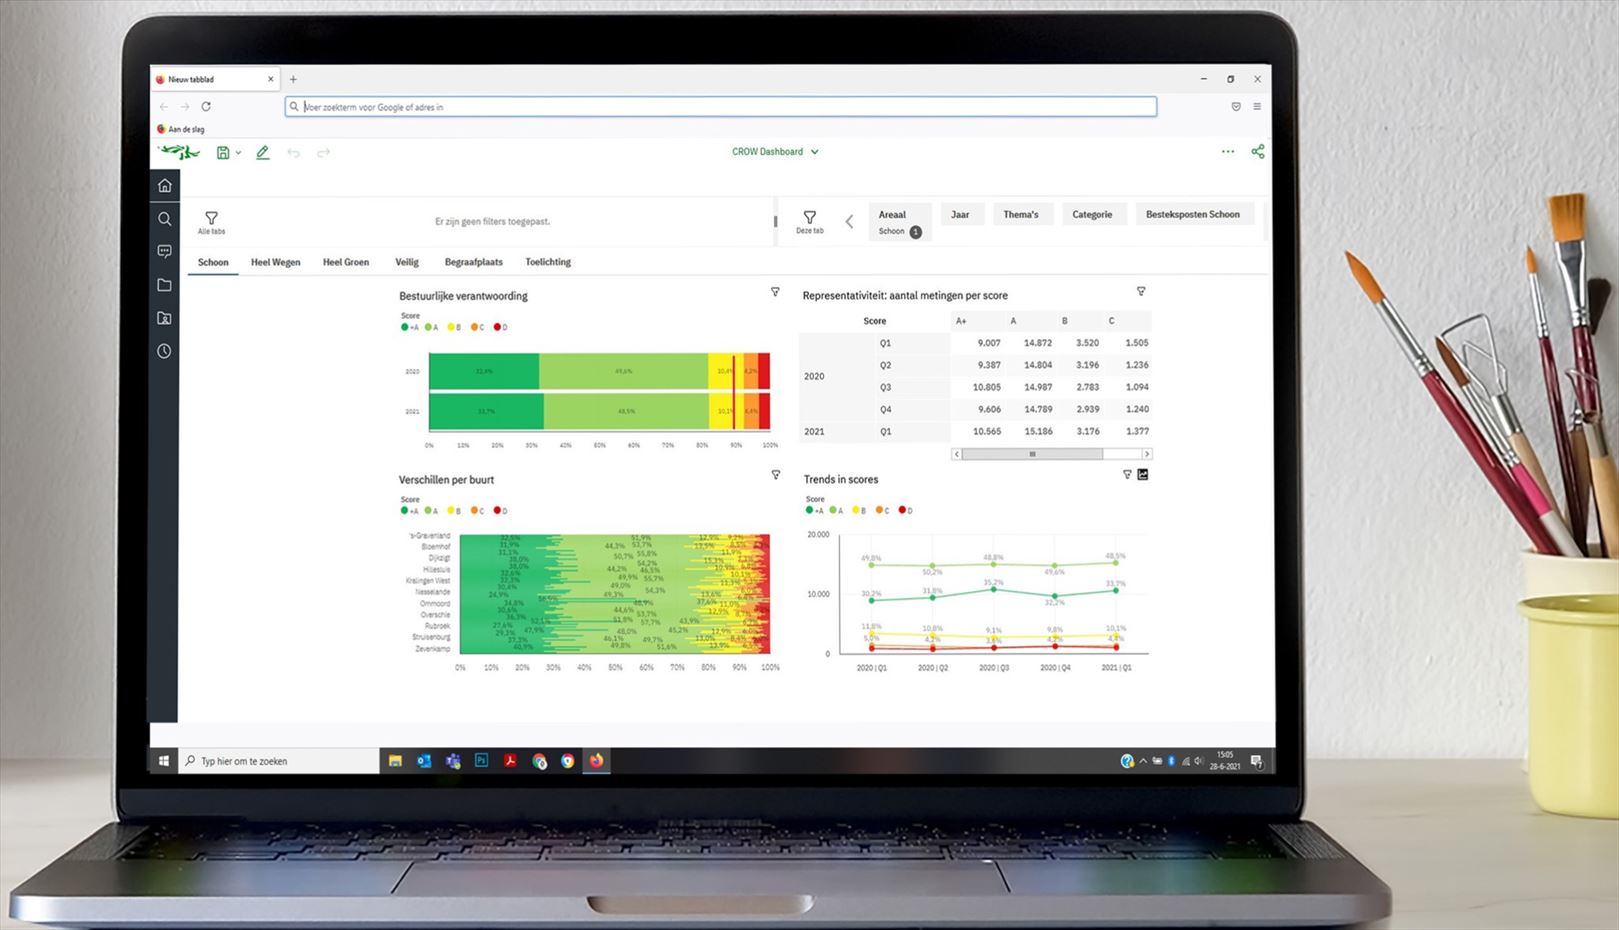 Nieuw tabblad
Voer zoekterm voor Google of adres in
Aan de slag
CROW Dashboard
Alle tabs
Er zijn geen filters toegepast.
Deze tab
Areaal
Schoon 1
Jaar
Thema's
Categorie
Besteksposten Schoon
Schoon Heel Wegen Heel Groen Veilig Begraafplaats Toelichting
Bestuurlijke verantwoording
Score
+A A B C D
2020 32,4% 49,6% 10,4% 4,2%
2021 33,7% 48,5% 10,1% 4,4%
0% 10% 20% 30% 40% 50% 60% 70% 80% 90% 100%
Representativiteit: aantal metingen per score
Score A+ A B C
2020
Q1 9.007 14.872 3.520 1.505
Q2 9.387 14.804 3.196 1.236
Q3 10.805 14.987 2.783 1.094
Q4 9.606 14.789 2.939 1.240
2021 Q1 10.565 15.186 3.176 1.377
Verschillen per buurt
Score
+A A B C D
's-Gravenland
Bloemhof
Dijkzigt
Hillesluis
Kralingen West
Nesselande
Ommoord
Overschie
Rubroek
Struisenburg
Zevenkamp
0% 10% 20% 30% 40% 50% 60% 70% 80% 90% 100%
Trends in scores
Score
+A A B C D
20.000
10.000
0
49,8% 50,2% 48,8% 49,6% 48,5%
30,2% 31,8% 35,2% 32,2% 33,7%
11,8% 10,8% 9,1% 9,8% 10,1%
5,0% 4,2% 3,6% 4,2% 4,4%
2020 | Q1 2020 | Q2 2020 | Q3 2020 | Q4 2021 | Q1
Typ hier om te zoeken
15:05
28-6-2021